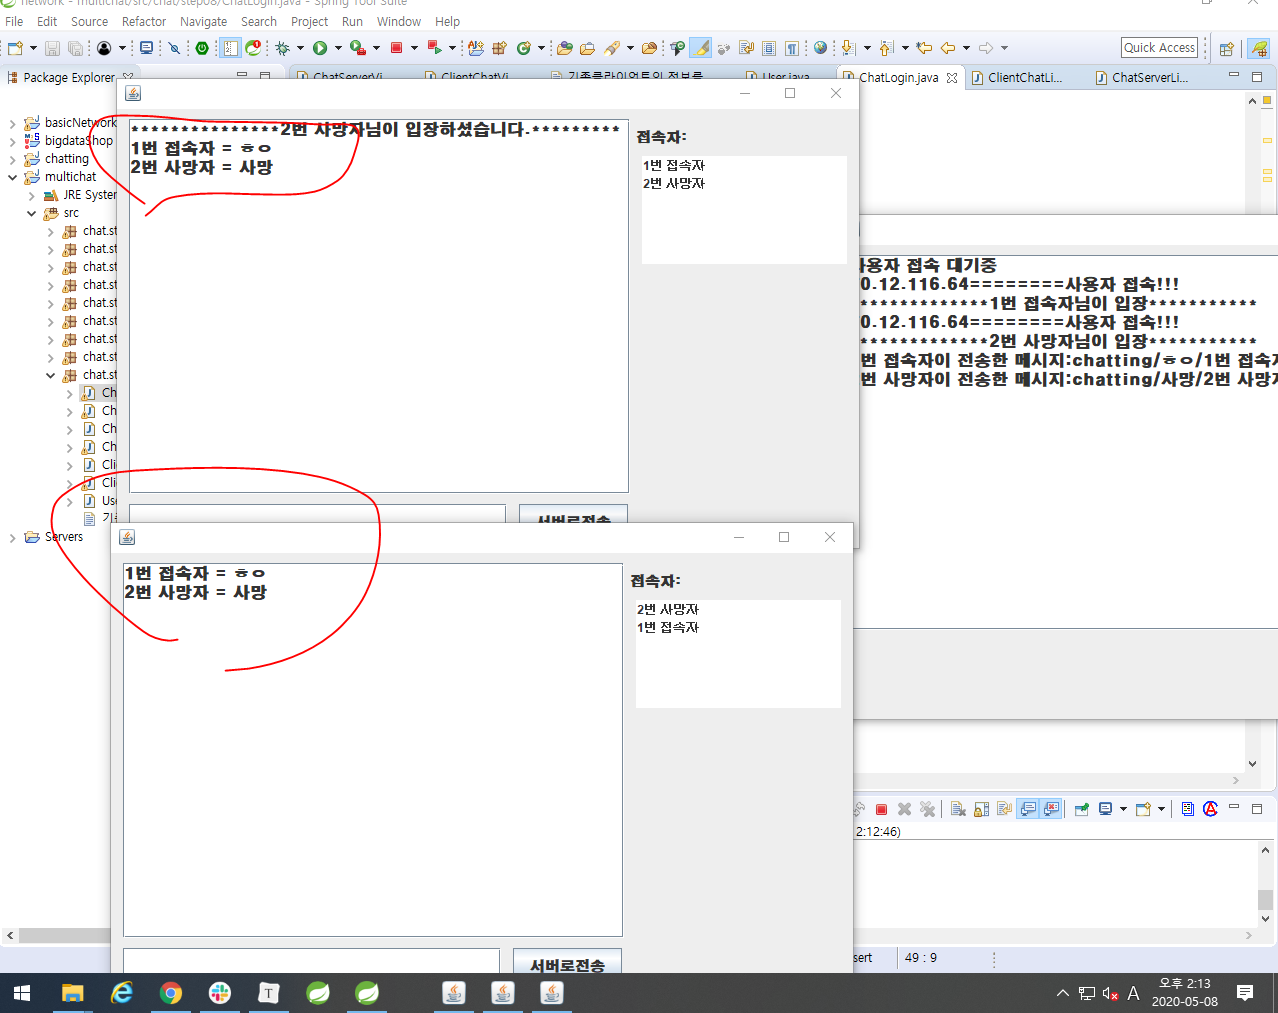 network - multichat/src/chat/step08/ChatLogin.java - Spring Tool Suite
File Edit Source Refactor Navigate Search Project Run Window Help
Quick Access
Package Explorer
ChatServerVi...
ClientChatVi...
기존클라이언트의 정보를
User.java
ChatLogin.java
ClientChatLi...
ChatServerLi...
basicNetwork
bigdataShop
chatting
multichat
JRE System
src
chat.st
chat.st
chat.st
chat.st
chat.st
chat.st
chat.st
chat.st
chat.st
Ch
Ch
Ch
Ch
Cli
Cli
Use
Servers
***************2번 사망자님이 입장하셨습니다.*********
1번 접속자 = ㅎㅇ
2번 사망자 = 사망
접속자:
1번 접속자
2번 사망자
서버로전송
사용자 접속 대기중
0.12.116.64========사용자 접속!!!
*************1번 접속자님이 입장***********
0.12.116.64========사용자 접속!!!
*************2번 사망자님이 입장***********
번 접속자이 전송한 메시지:chatting/ㅎㅇ/1번 접속자
번 사망자이 전송한 메시지:chatting/사망/2번 사망자
1번 접속자 = ㅎㅇ
2번 사망자 = 사망
접속자:
2번 사망자
1번 접속자
서버로전송
2:12:46)
sert
49 : 9
A
오후 2:13
2020-05-08